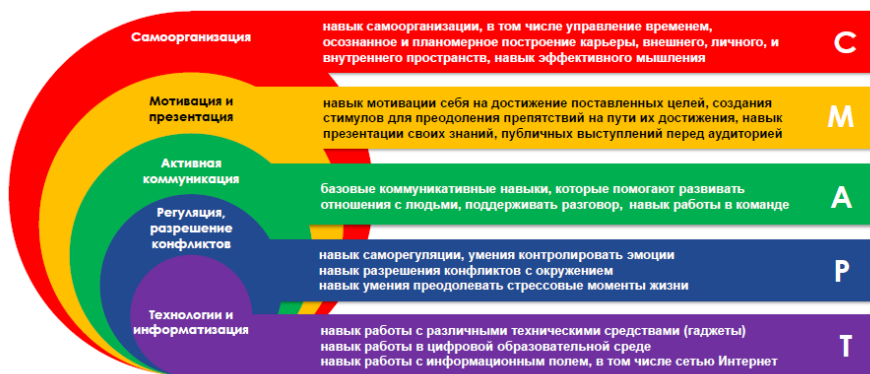 Самоорганизация
навык самоорганизации, в том числе управление временем,
осознанное и планомерное построение карьеры, внешнего, личного, и
внутреннего пространств, навык эффективного мышления
С
Мотивация и
презентация
навык мотивации себя на достижение поставленных целей, создания
стимулов для преодоления препятствий на пути их достижения, навык
презентации своих знаний, публичных выступлений перед аудиторией
М
Активная
коммуникация
базовые коммуникативные навыки, которые помогают развивать
отношения с людьми, поддерживать разговор, навык работы в команде
А
Регуляция,
разрешение
конфликтов
навык саморегуляции, умения контролировать эмоции
навык разрешения конфликтов с окружением
навык умения преодолевать стрессовые моменты жизни
Р
Технологии и
информатизация
навык работы с различными техническими средствами (гаджеты)
навык работы в цифровой образовательной среде
навык работы с информационным полем, в том числе сетью Интернет
Т